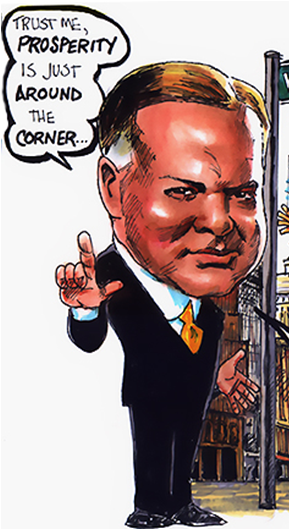 TRUST ME,
PROSPERITY
IS JUST
AROUND
THE
CORNER...